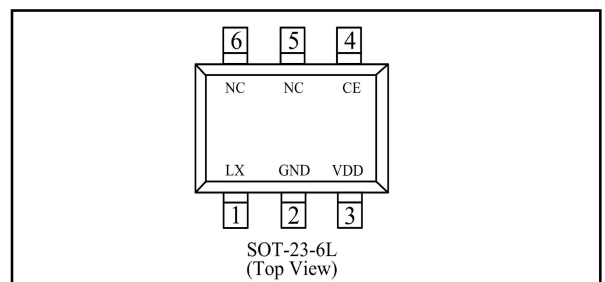 6 5 4
NC NC CE
LX GND VDD
1 2 3
SOT-23-6L
(Top View)